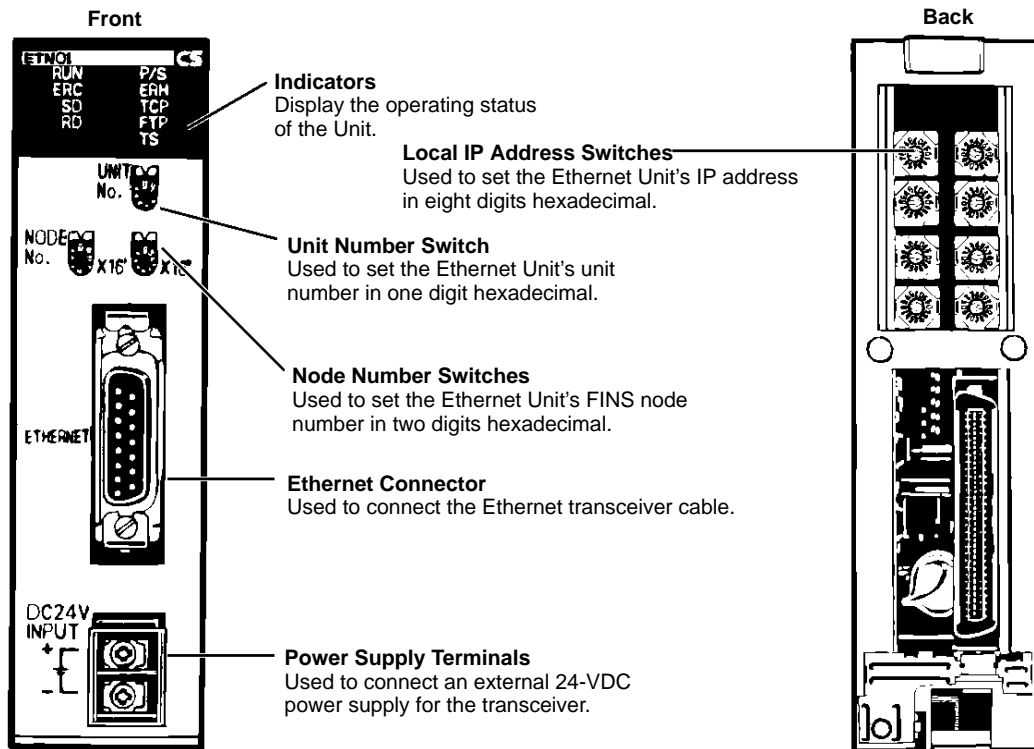 Front
Back
ETN01
CS
RUN P/S
ERC ERH
SD TCP
RD FTP
TS
Indicators
Display the operating status
of the Unit.
Local IP Address Switches
Used to set the Ethernet Unit's IP address
in eight digits hexadecimal.
UNIT
No.
Unit Number Switch
Used to set the Ethernet Unit's unit
number in one digit hexadecimal.
NODE
No.
Node Number Switches
Used to set the Ethernet Unit's FINS node
number in two digits hexadecimal.
ETHERNET
Ethernet Connector
Used to connect the Ethernet transceiver cable.
DC24V
INPUT
+
-
Power Supply Terminals
Used to connect an external 24-VDC
power supply for the transceiver.